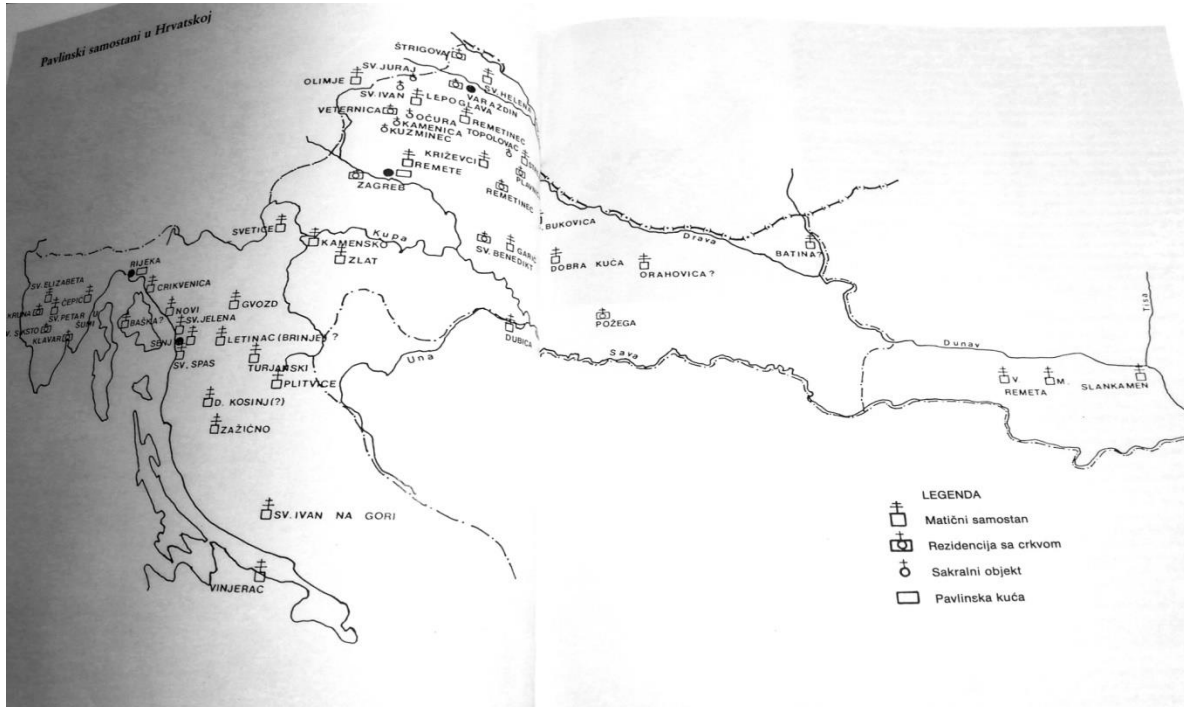 Pavlinski samostani u Hrvatskoj
ŠTRIGOVA
SV. JURAJ
OLIMJE
SV. HELENA
SV. IVAN
VARAŽDIN
LEPOGLAVA
VETERNICA
OČURA
REMETINEC
KAMENICA
TOPOLOVAC
KUZMINEC
KRIŽEVCI
REMETE
ZAGREB
REMETINEC
SVETICE
Kupa
BUKOVICA
Drava
KAMENSKO
GARIĆ
SV. BENEDIKT
BATINA?
ZLAT
DOBRA KUĆA
ORAHOVICA?
RIJEKA
SV. ELIZABETA
CRIKVENICA
Tisa
ČEPIĆ
GVOZD
KRUNA
SV. PETAR U
ŠUMI
NOVI
BAŠKA?
SV. JELENA
POŽEGA
KLAVAR
SENJ
LETINAC (BRINJE) ?
DUBICA
Dunav
SV. SPAS
Una
Sava
TURJANSKI
PLITVICE
V.
REMETA
M.
SLANKAMEN
D. KOSINJ (?)
ZAŽIĆNO
LEGENDA
SV. IVAN NA GORI
Matični samostan
Rezidencija sa crkvom
Sakralni objekt
VINJERAC
Pavlinska kuća